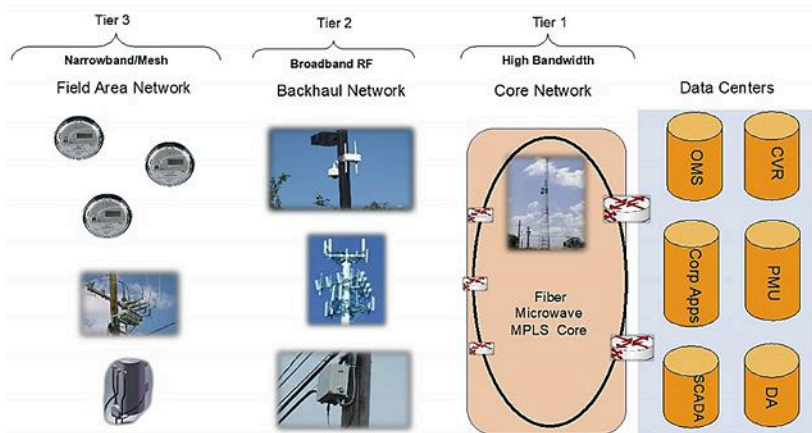 Tier 3
Tier 2
Tier 1
Narrowband/Mesh
Broadband RF
High Bandwidth
Field Area Network
Backhaul Network
Core Network
Data Centers
OMS
CVR
Corp Apps
PMU
Fiber
Microwave
MPLS Core
SCADA
DA